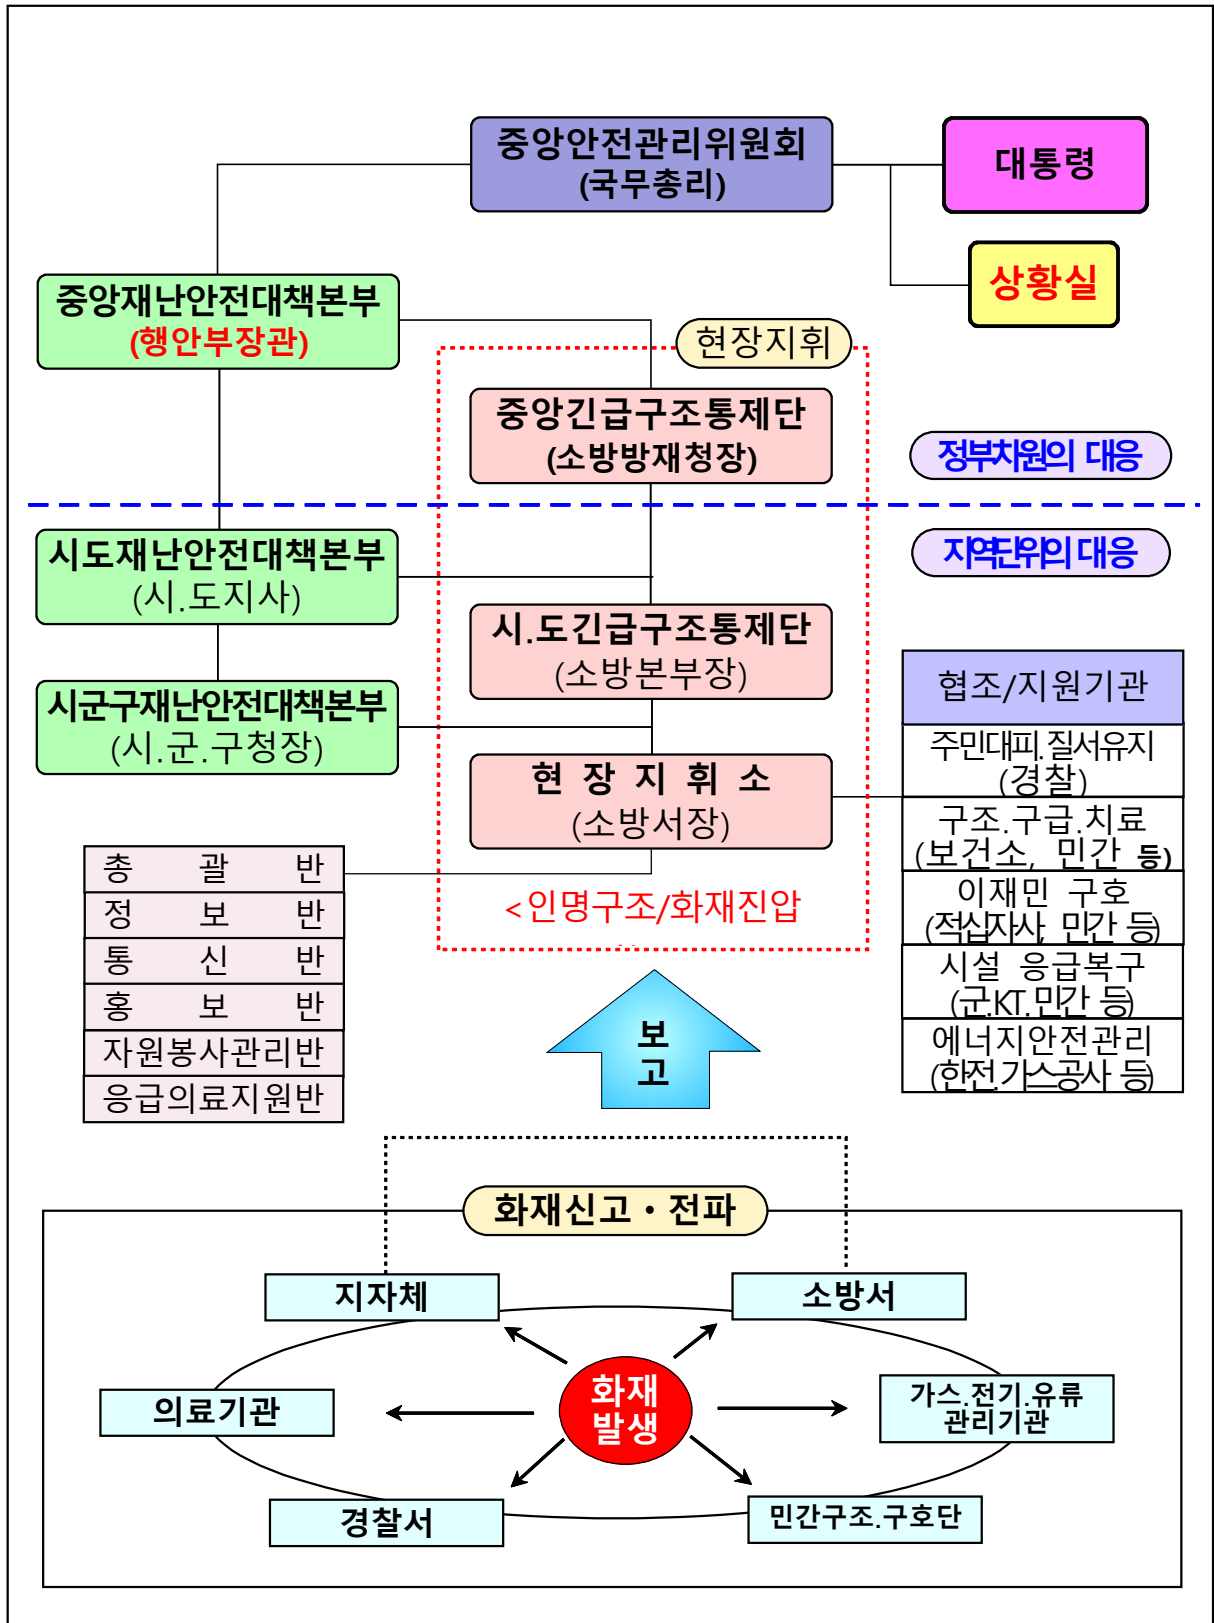 중앙안전관리위원회
(국무총리)
대통령
상황실
중앙재난안전대책본부
(행안부장관)
현장지휘
중앙긴급구조통제단
(소방방재청장)
정부차원의 대응
지역단위의 대응
시도재난안전대책본부
(시.도지사)
시.도긴급구조통제단
(소방본부장)
시군구재난안전대책본부
(시.군.구청장)
현 장 지 휘 소
(소방서장)
협조/지원기관
주민대피.질서유지
(경찰)
구조.구급.치료
(보건소, 민간 등)
이재민 구호
(적십자사, 민간 등)
시설 응급복구
(군.KT.민간 등)
에너지안전관리
(한전.가스공사 등)
총 괄 반
정 보 반
통 신 반
홍 보 반
자원봉사관리반
응급의료지원반
<인명구조/화재진압
보
고
화재신고・전파
지자체
소방서
의료기관
화재
발생
가스.전기.유류
관리기관
경찰서
민간구조.구호단